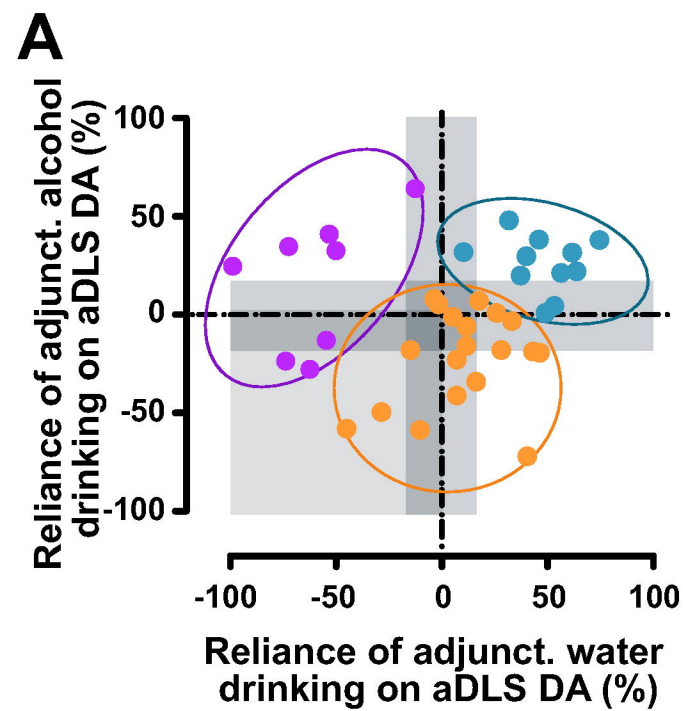 A
Reliance of adjunct. alcohol
drinking on aDLS DA (%)
100
50
0
-50
-100
-100
-50
0
50
100
Reliance of adjunct. water
drinking on aDLS DA (%)